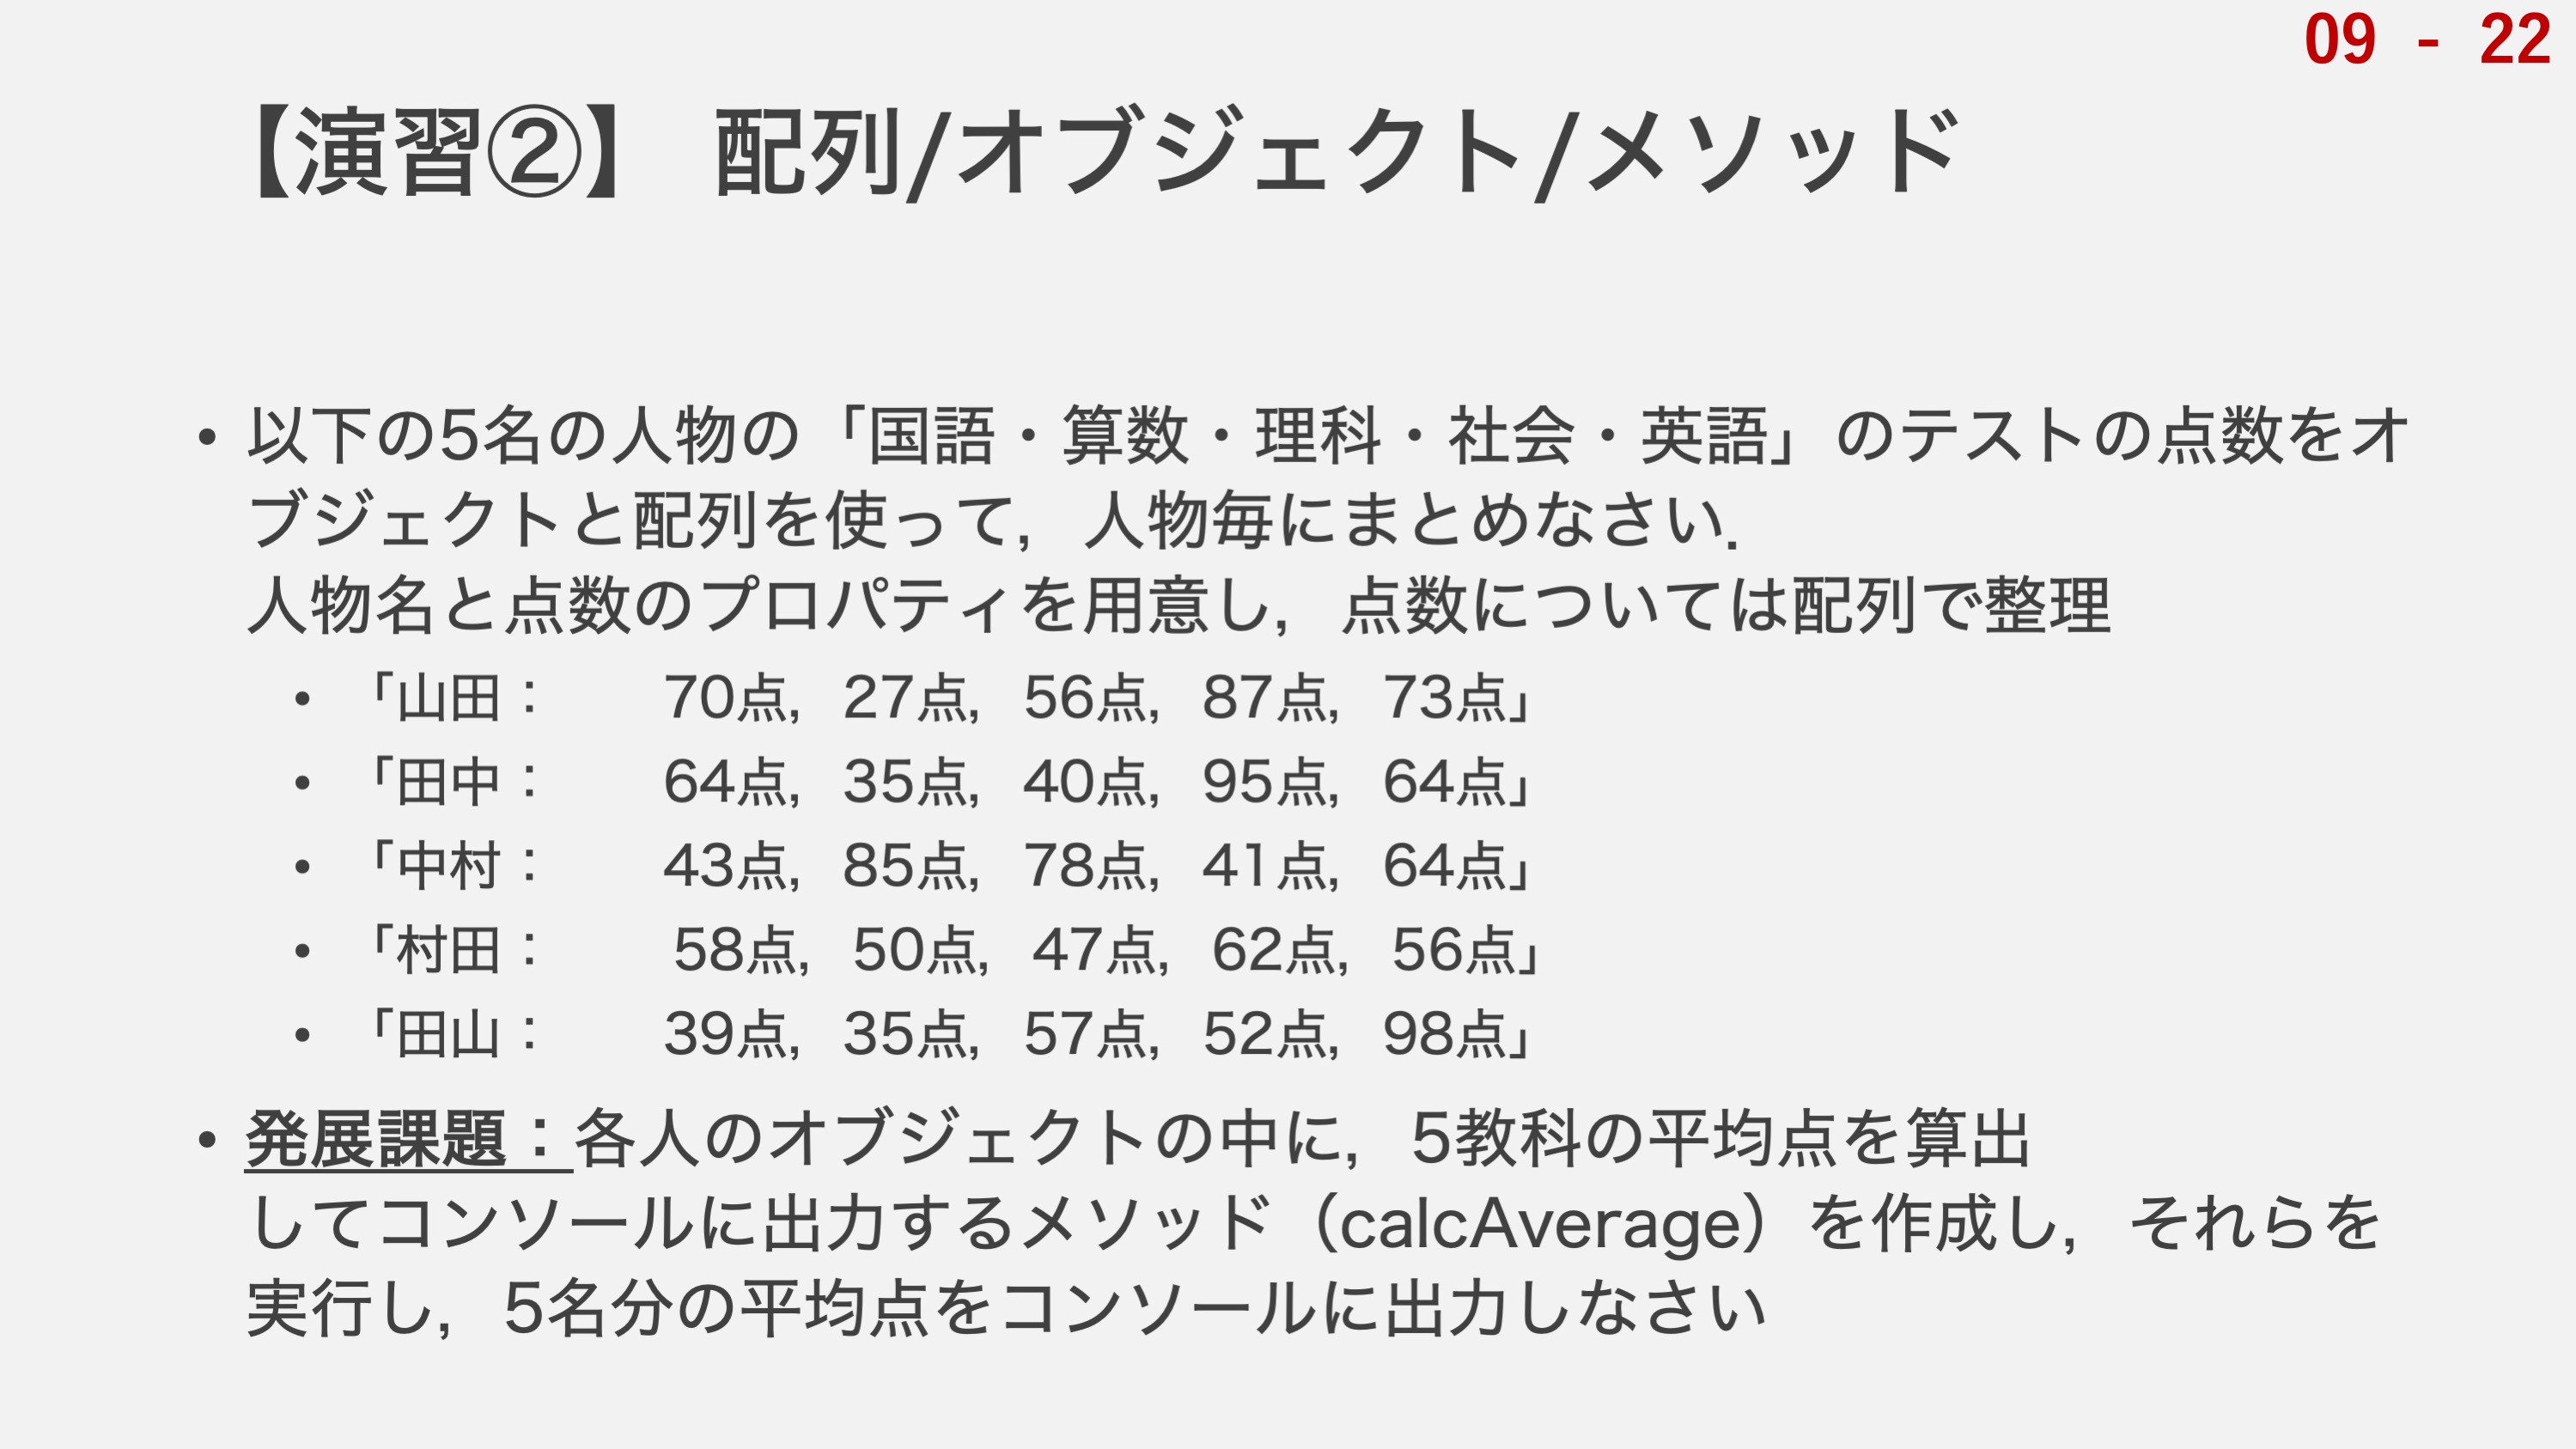 09 - 22
【演習②】 配列/オブジェクト/メソッド
• 以下の5名の人物の「国語・算数・理科・社会・英語」のテストの点数をオ
ブジェクトと配列を使って，人物毎にまとめなさい．
人物名と点数のプロパティを用意し，点数については配列で整理
• 「山田： 70点，27点，56点，87点，73点」
• 「田中： 64点，35点，40点，95点，64点」
• 「中村： 43点，85点，78点，41点，64点」
• 「村田： 58点，50点，47点，62点，56点」
• 「田山： 39点，35点，57点，52点，98点」
• 発展課題：各人のオブジェクトの中に，5教科の平均点を算出
してコンソールに出力するメソッド（calcAverage）を作成し，それらを
実行し，5名分の平均点をコンソールに出力しなさい